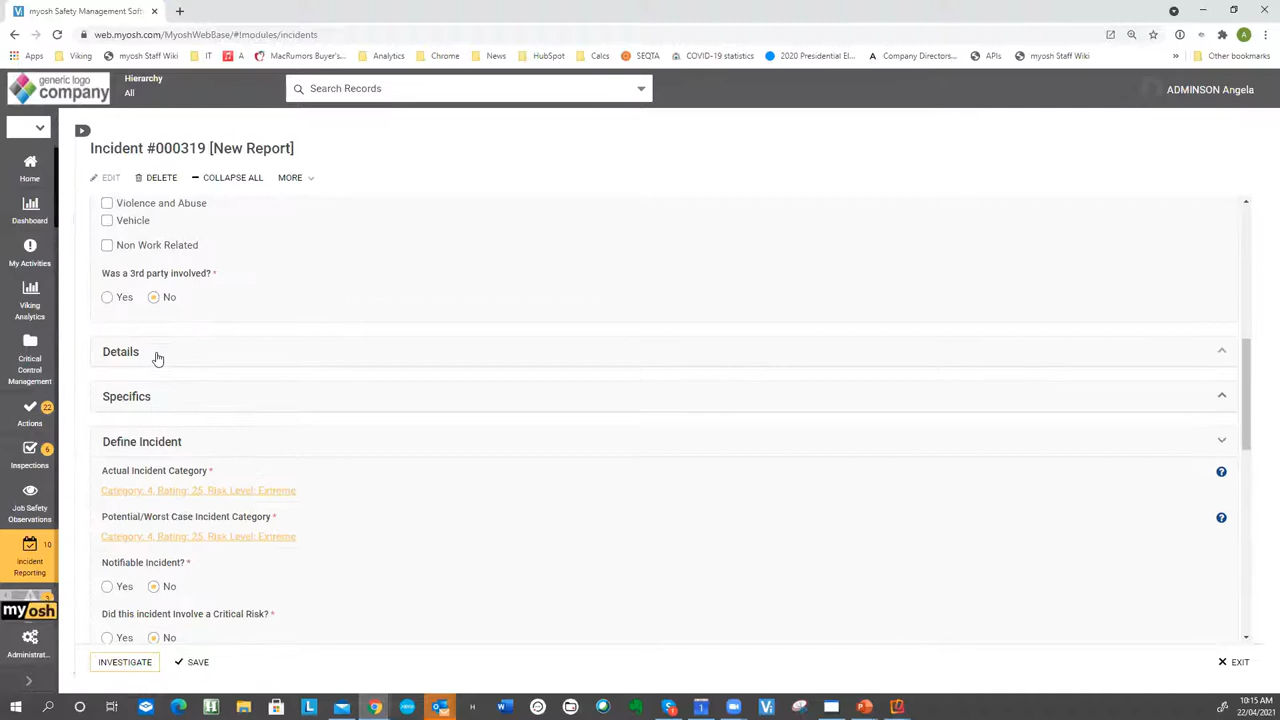 myosh Safety Management Softw
web.myosh.com/MyoshWebBase/#!modules/incidents
Apps
Viking
IT
A
MacRumors Buyer's...
Analytics
Chrome
News
HubSpot
Calcs
SEQTA
COVID-19 statistics
2020 Presidential El...
Company Directors...
APIs
myosh Staff Wiki
Other bookmarks
generic logo
company
Hierarchy
All
Search Records
ADMINSON Angela
Home
Dashboard
My Activities
Viking
Analytics
Critical
Control
Management
22
Actions
6
Inspections
Job Safety
Observations
10
Incident
Reporting
3
myosh
Administrat...
Incident #000319 [New Report]
EDIT
DELETE
COLLAPSE ALL
MORE
Violence and Abuse
Vehicle
Non Work Related
Was a 3rd party involved? *
Yes No
Details
Specifics
Define Incident
Actual Incident Category *
Category: 4, Rating: 25, Risk Level: Extreme
Potential/Worst Case Incident Category *
Category: 4, Rating: 25, Risk Level: Extreme
Notifiable Incident? *
Yes No
Did this incident Involve a Critical Risk? *
Yes No
INVESTIGATE
SAVE
EXIT
10:15 AM
22/04/2021